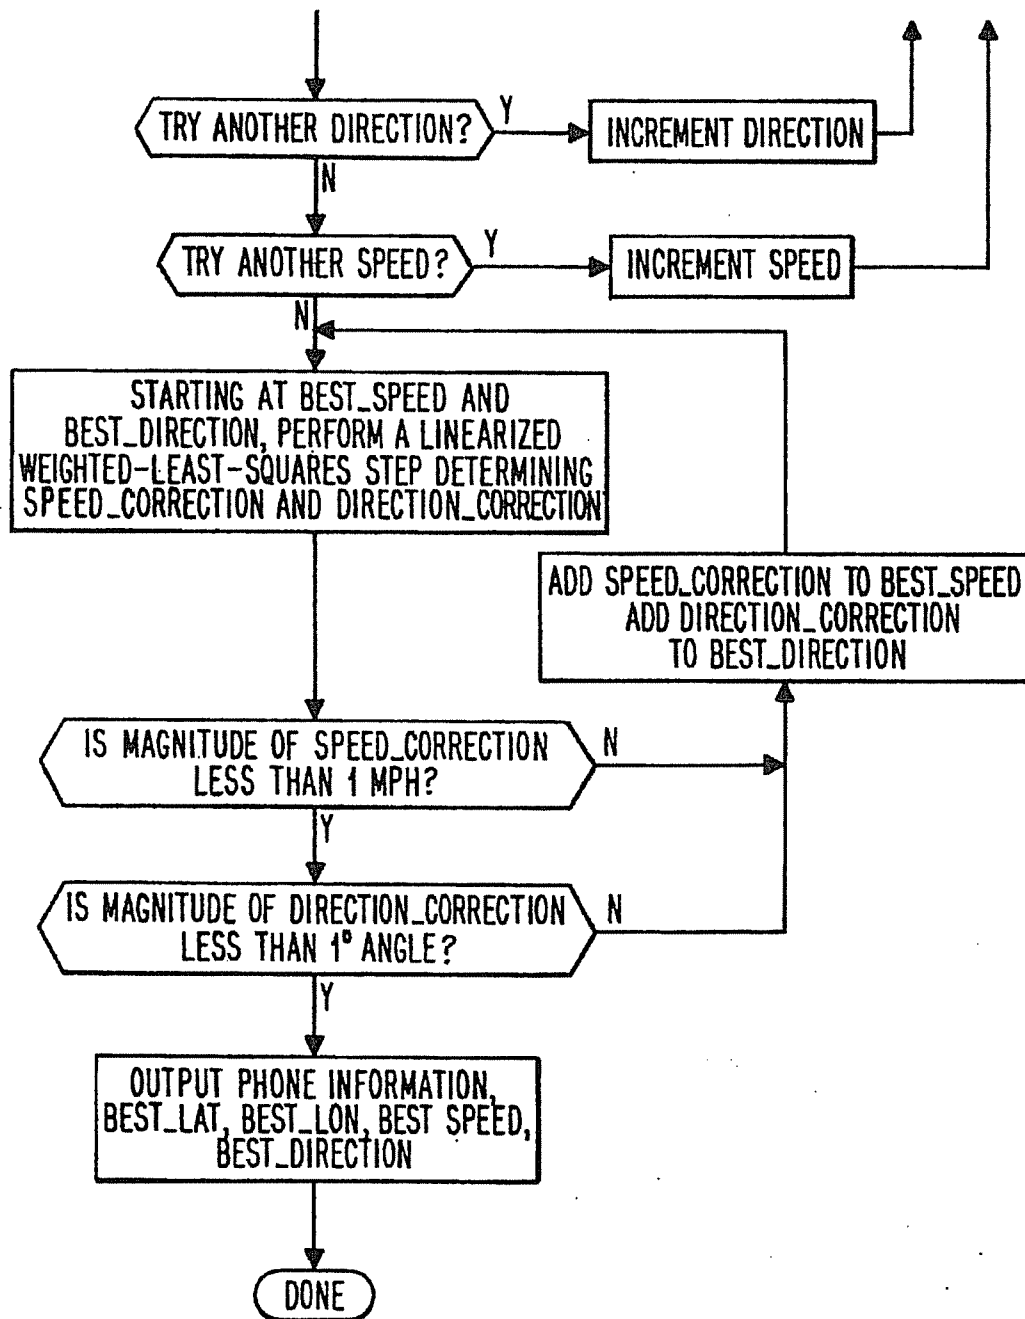 TRY ANOTHER DIRECTION?
Y
INCREMENT DIRECTION
N
TRY ANOTHER SPEED?
Y
INCREMENT SPEED
N
STARTING AT BEST_SPEED AND
BEST_DIRECTION, PERFORM A LINEARIZED
WEIGHTED-LEAST-SQUARES STEP DETERMINING
SPEED_CORRECTION AND DIRECTION_CORRECTION
ADD SPEED_CORRECTION TO BEST_SPEED
ADD DIRECTION_CORRECTION
TO BEST_DIRECTION
IS MAGNITUDE OF SPEED_CORRECTION
LESS THAN 1 MPH?
N
Y
IS MAGNITUDE OF DIRECTION_CORRECTION
LESS THAN 1° ANGLE?
N
Y
OUTPUT PHONE INFORMATION,
BEST_LAT, BEST_LON, BEST SPEED,
BEST_DIRECTION
DONE